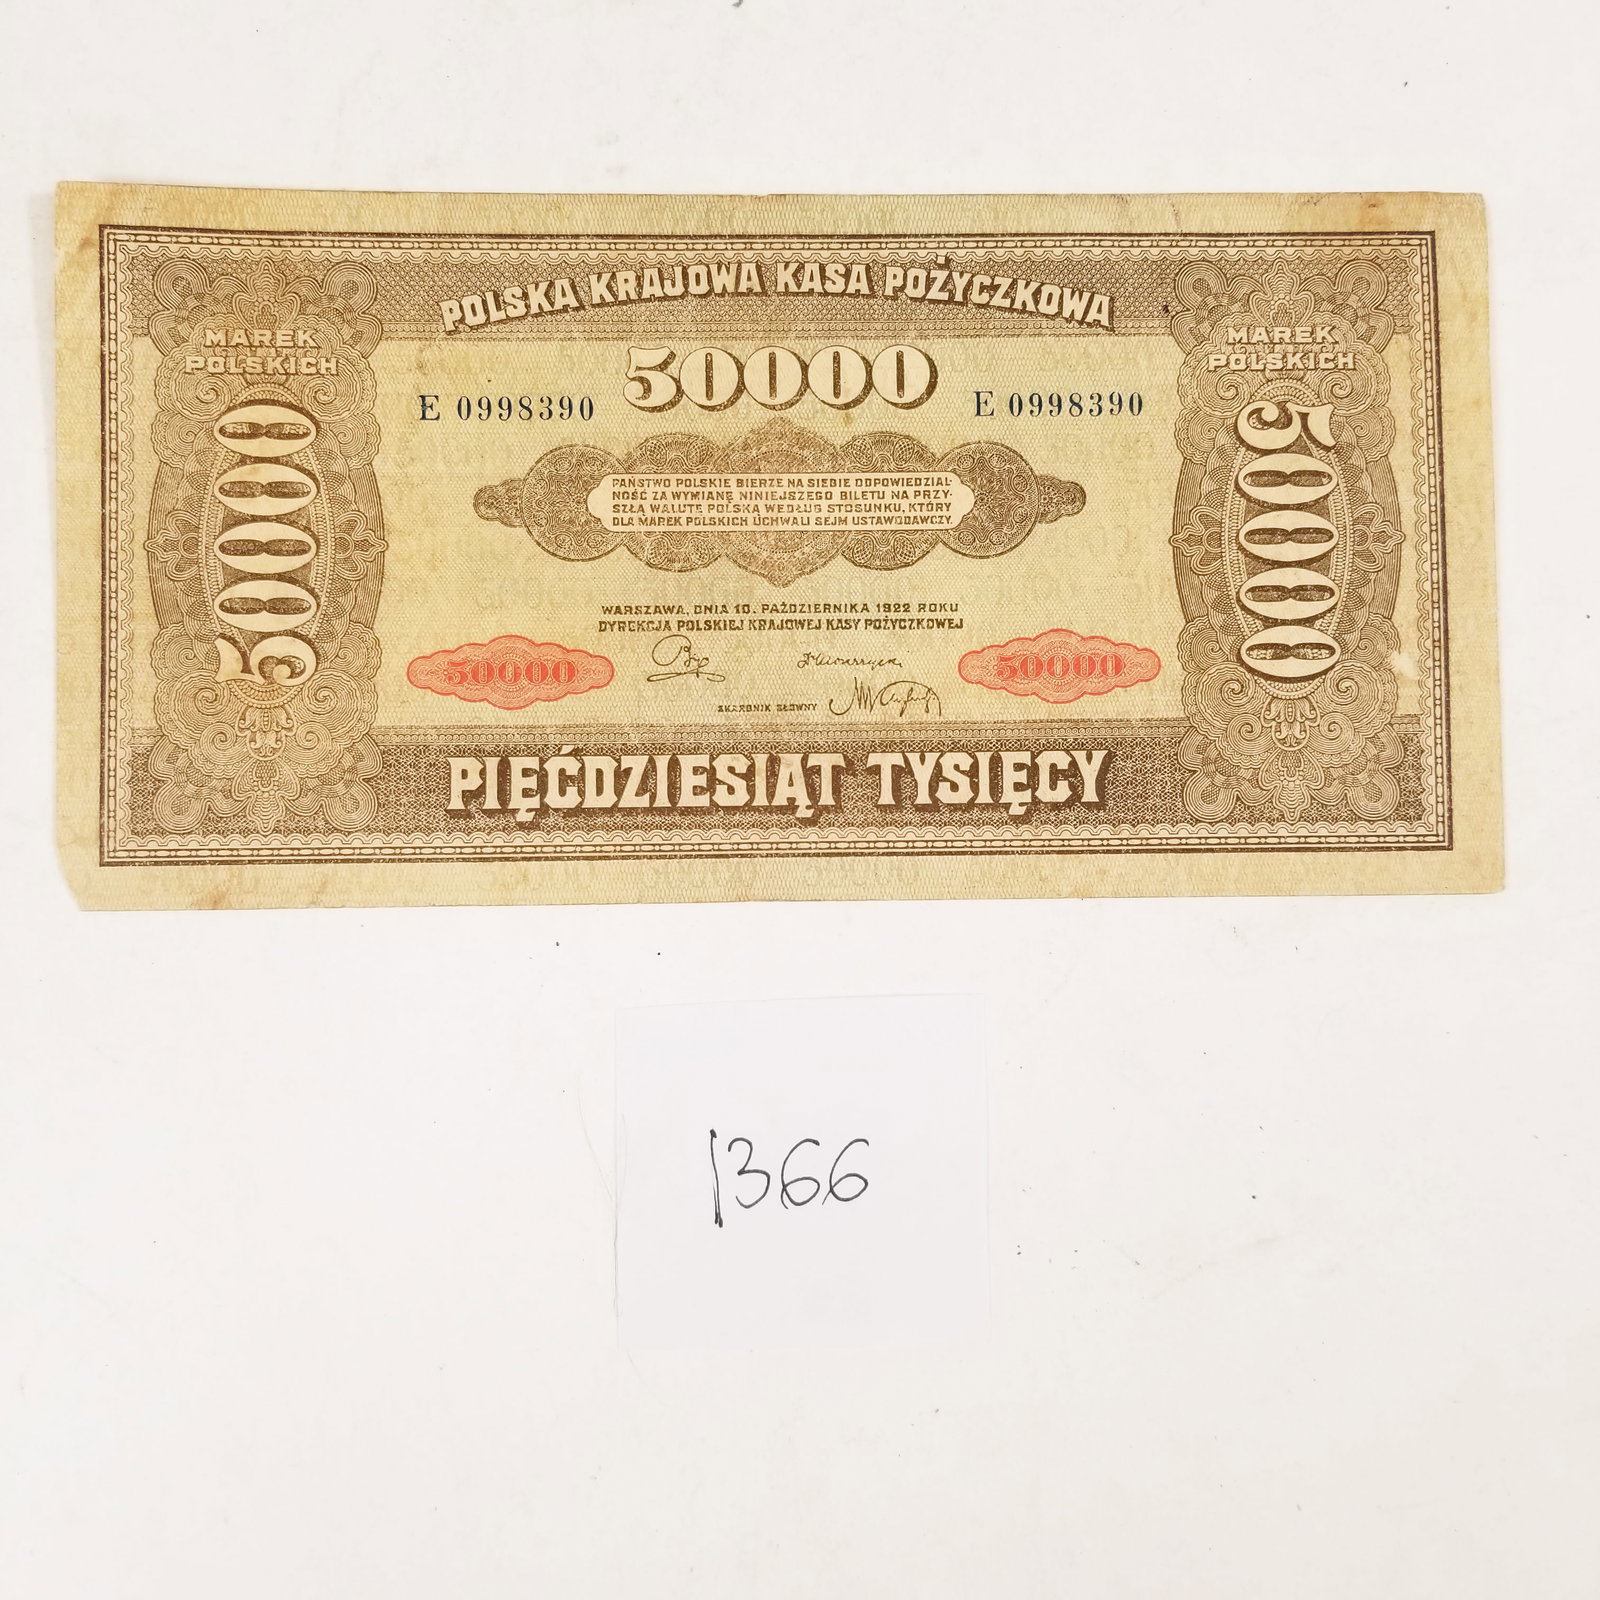 POLSKA KRAJOWA KASA POŻYCZKOWA
MAREK
POLSKICH
50000
MAREK
POLSKICH
50000
E 0998390
E 0998390
50000
50000
PAŃSTWO POLSKIE BIERZE NA SIEBIE ODPOWIEDZIAL-
NOŚĆ ZA WYMIANĘ NINIEJSZEGO BILETU NA PRZY-
SZŁĄ WALUTĘ POLSKĄ WEDŁUG STOSUNKU, KTÓRY
DLA MAREK POLSKICH UCHWALI SEJM USTAWODAWCZY.
WARSZAWA, DNIA 10. PAŹDZIERNIKA 1922 ROKU
DYREKCJA POLSKIEJ KRAJOWEJ KASY POŻYCZKOWEJ
50000
50000
SKARBNIK GŁÓWNY
PIĘĆDZIESIĄT TYSIĘCY
1366